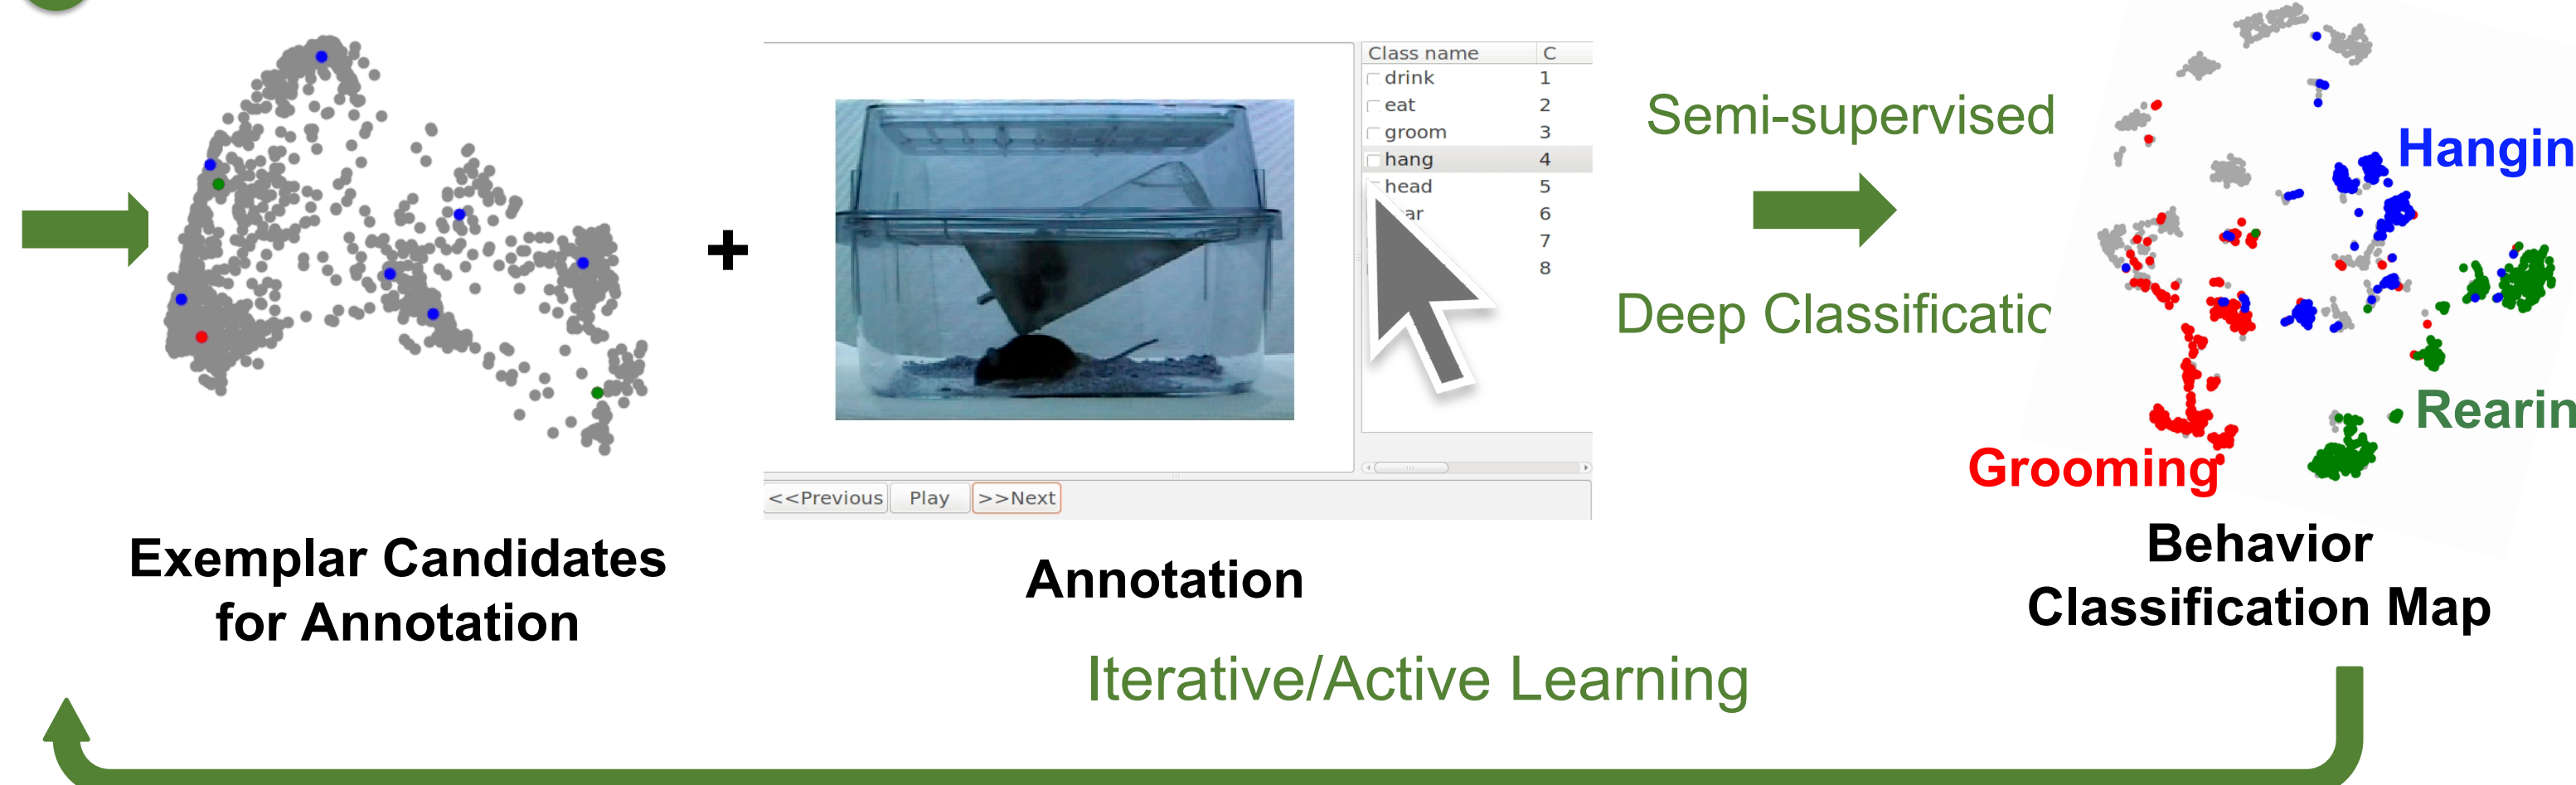 Class name C
drink 1
eat 2
groom 3
hang 4
head 5
ar 6
7
8
<<Previous Play >>Next
+
Semi-supervised
Deep Classificatic
Hangin
Rearin
Grooming
Exemplar Candidates
for Annotation
Annotation
Behavior
Classification Map
Iterative/Active Learning